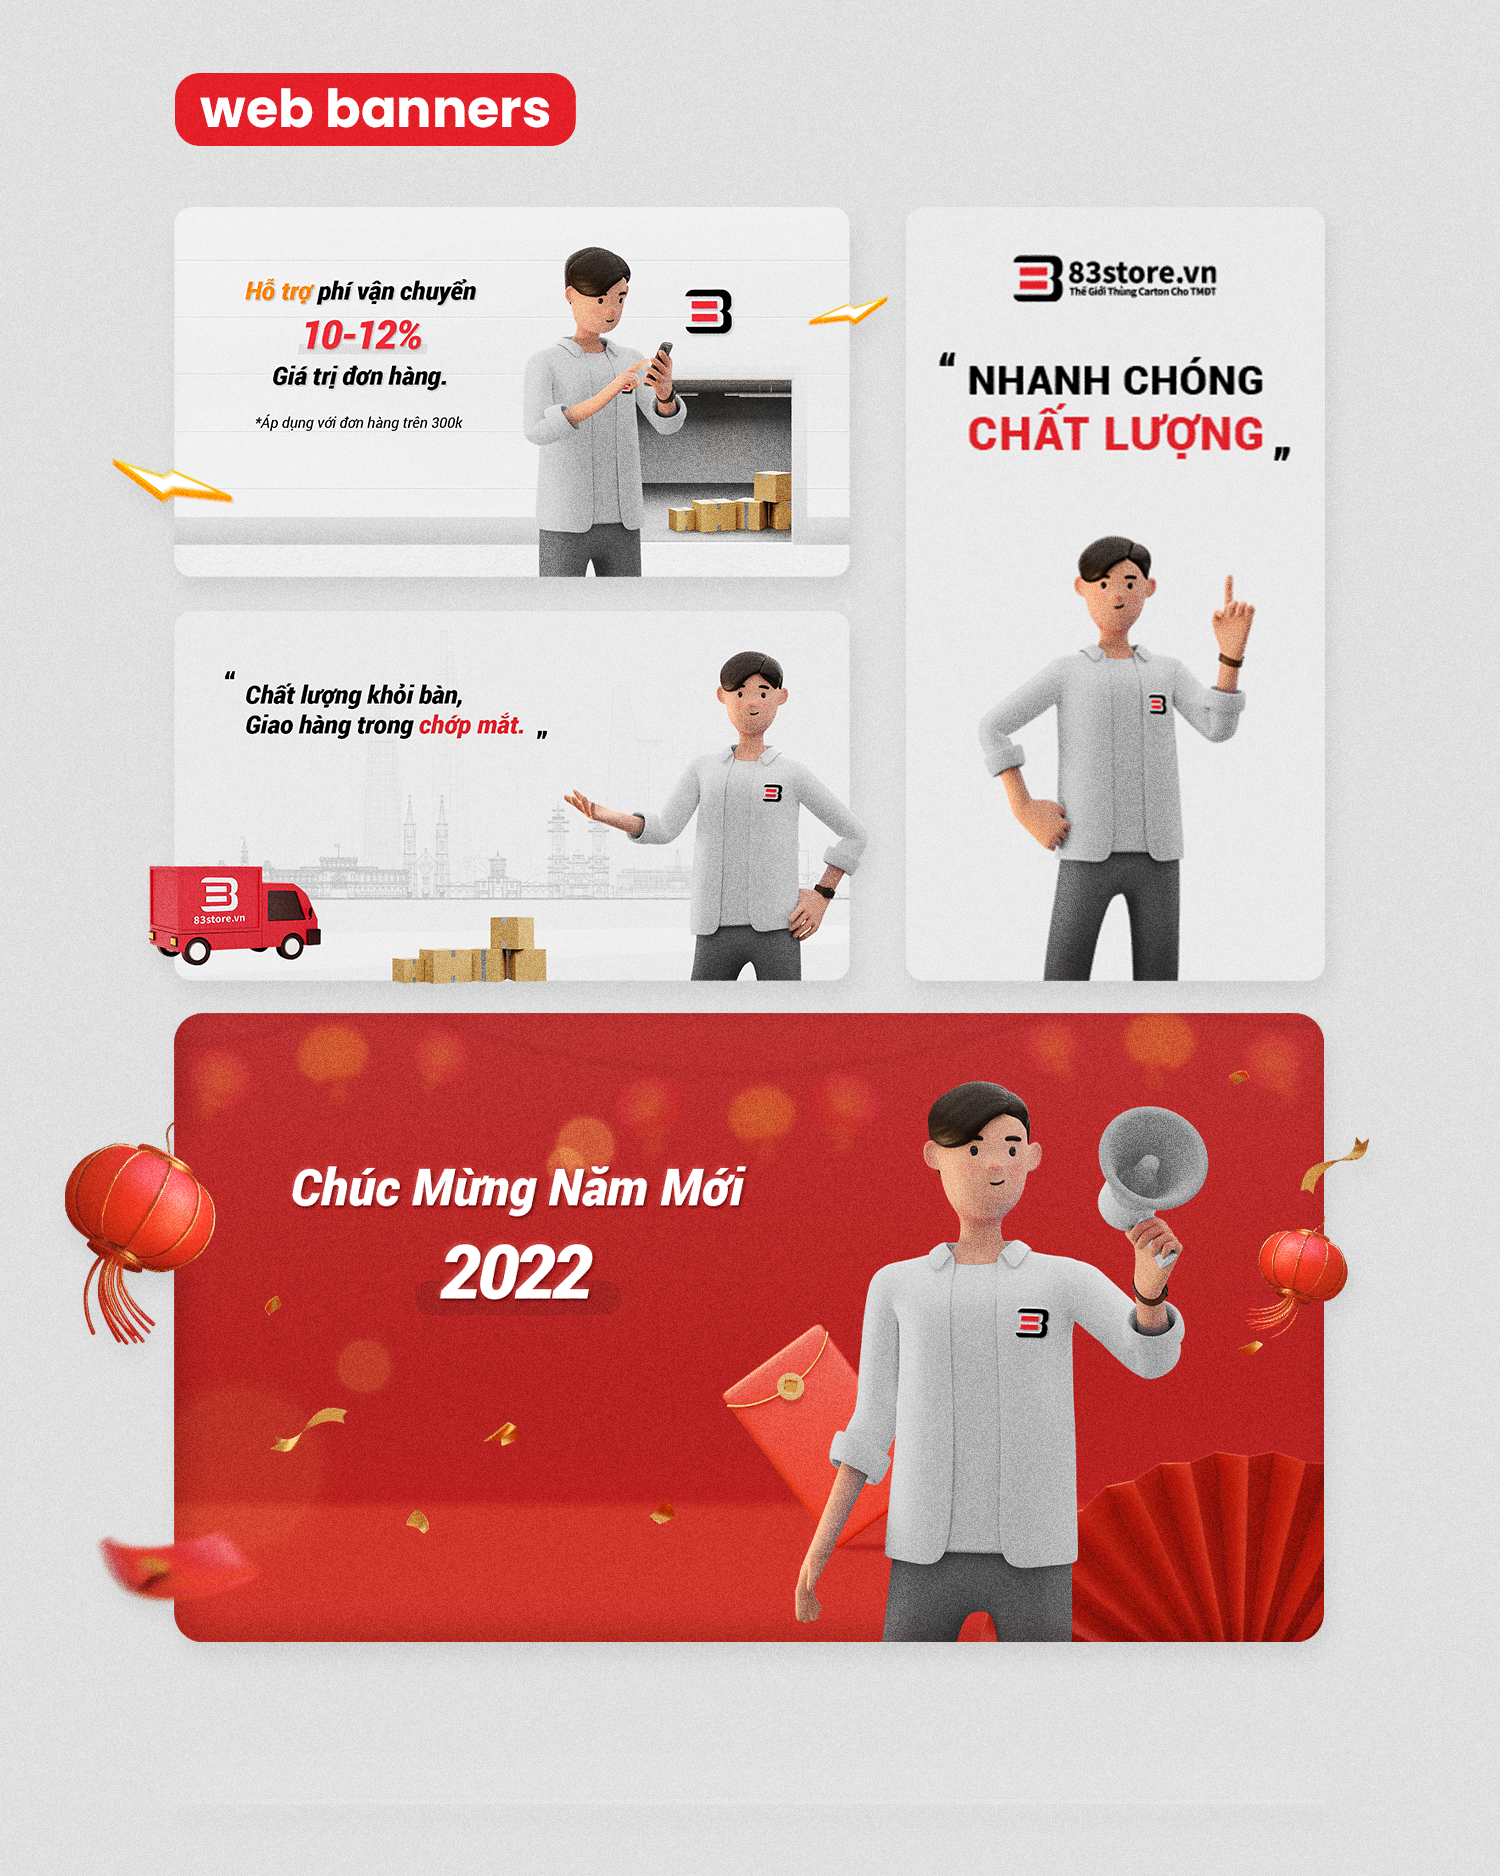 web banners
Hỗ trợ phí vận chuyển
10-12%
Giá trị đơn hàng.
*Áp dụng với đơn hàng trên 300k
83store.vn
Thế Giới Thùng Carton Cho TMĐT
“ NHANH CHÓNG
CHẤT LƯỢNG „
“ Chất lượng khỏi bàn,
Giao hàng trong chớp mắt. „
83store.vn
Chúc Mừng Năm Mới
2022